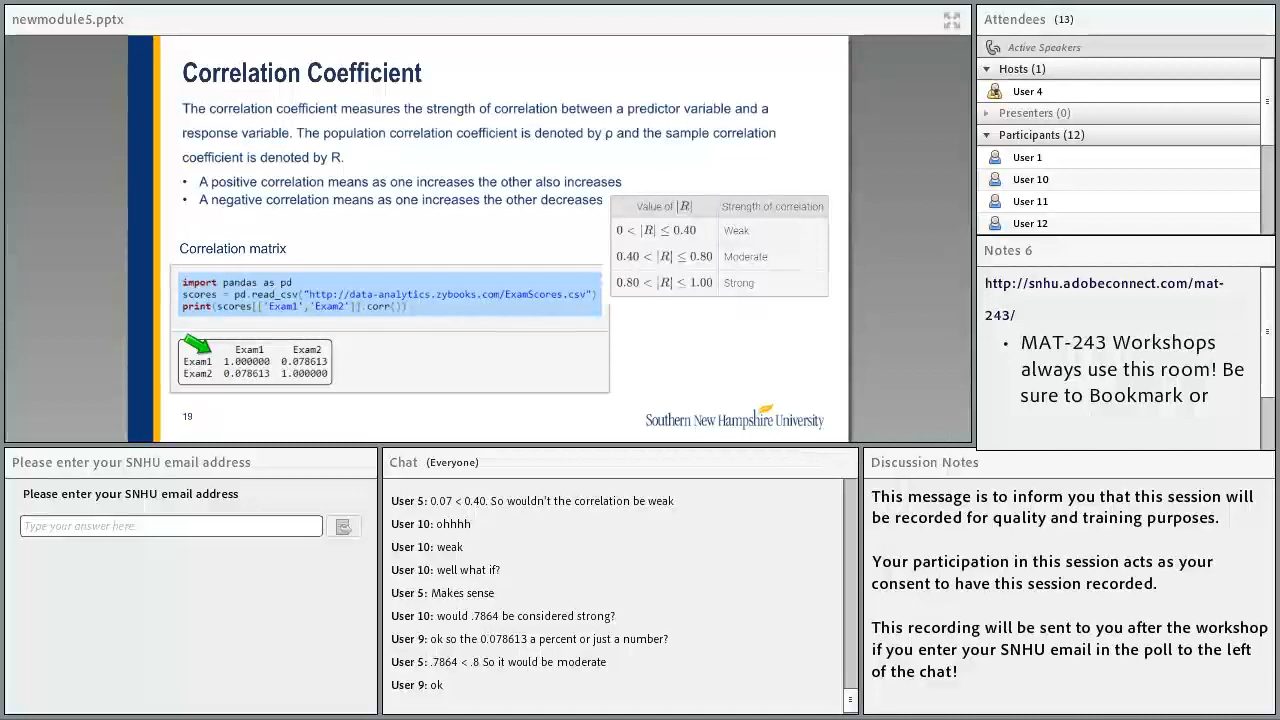 newmodule5.pptx
Correlation Coefficient
The correlation coefficient measures the strength of correlation between a predictor variable and a
response variable. The population correlation coefficient is denoted by ρ and the sample correlation
coefficient is denoted by R.
• A positive correlation means as one increases the other also increases
• A negative correlation means as one increases the other decreases
Value of |R| Strength of correlation
0 < |R| ≤ 0.40 Weak
0.40 < |R| ≤ 0.80 Moderate
0.80 < |R| ≤ 1.00 Strong
Correlation matrix
import pandas as pd
scores = pd.read_csv("http://data-analytics.zybooks.com/ExamScores.csv")
print(scores[['Exam1','Exam2']].corr())
Exam1 Exam2
Exam1 1.000000 0.078613
Exam2 0.078613 1.000000
19
Southern New Hampshire University
Attendees (13)
Active Speakers
Hosts (1)
User 4
Presenters (0)
Participants (12)
User 1
User 10
User 11
User 12
Notes 6
http://snhu.adobeconnect.com/mat-
243/
• MAT-243 Workshops
always use this room! Be
sure to Bookmark or
Please enter your SNHU email address
Please enter your SNHU email address
Type your answer here.
Chat (Everyone)
User 5: 0.07 < 0.40. So wouldn't the correlation be weak
User 10: ohhhh
User 10: weak
User 10: well what if?
User 5: Makes sense
User 10: would .7864 be considered strong?
User 9: ok so the 0.078613 a percent or just a number?
User 5: .7864 < .8 So it would be moderate
User 9: ok
Discussion Notes
This message is to inform you that this session will
be recorded for quality and training purposes.
Your participation in this session acts as your
consent to have this session recorded.
This recording will be sent to you after the workshop
if you enter your SNHU email in the poll to the left
of the chat!